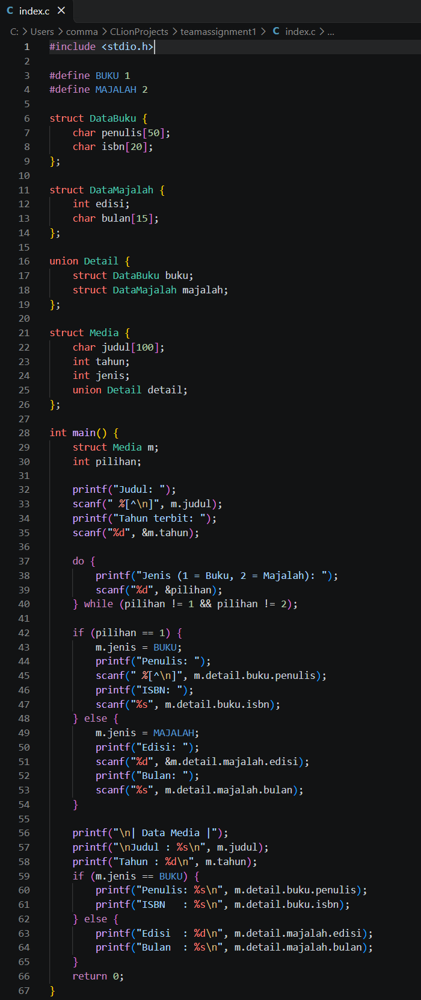 C index.c ×
C: > Users > comma > CLionProjects > teamassignment1 > C index.c > ...
1 #include <stdio.h>
2
3 #define BUKU 1
4 #define MAJALAH 2
5
6 struct DataBuku {
7     char penulis[50];
8     char isbn[20];
9 };
10
11 struct DataMajalah {
12     int edisi;
13     char bulan[15];
14 };
15
16 union Detail {
17     struct DataBuku buku;
18     struct DataMajalah majalah;
19 };
20
21 struct Media {
22     char judul[100];
23     int tahun;
24     int jenis;
25     union Detail detail;
26 };
27
28 int main() {
29     struct Media m;
30     int pilihan;
31
32     printf("Judul: ");
33     scanf(" %[^\n]", m.judul);
34     printf("Tahun terbit: ");
35     scanf("%d", &m.tahun);
36
37     do {
38         printf("Jenis (1 = Buku, 2 = Majalah): ");
39         scanf("%d", &pilihan);
40     } while (pilihan != 1 && pilihan != 2);
41
42     if (pilihan == 1) {
43         m.jenis = BUKU;
44         printf("Penulis: ");
45         scanf(" %[^\n]", m.detail.buku.penulis);
46         printf("ISBN: ");
47         scanf("%s", m.detail.buku.isbn);
48     } else {
49         m.jenis = MAJALAH;
50         printf("Edisi: ");
51         scanf("%d", &m.detail.majalah.edisi);
52         printf("Bulan: ");
53         scanf("%s", m.detail.majalah.bulan);
54     }
55
56     printf("\n| Data Media |");
57     printf("\nJudul : %s\n", m.judul);
58     printf("Tahun : %d\n", m.tahun);
59     if (m.jenis == BUKU) {
60         printf("Penulis: %s\n", m.detail.buku.penulis);
61         printf("ISBN   : %s\n", m.detail.buku.isbn);
62     } else {
63         printf("Edisi  : %d\n", m.detail.majalah.edisi);
64         printf("Bulan  : %s\n", m.detail.majalah.bulan);
65     }
66     return 0;
67 }